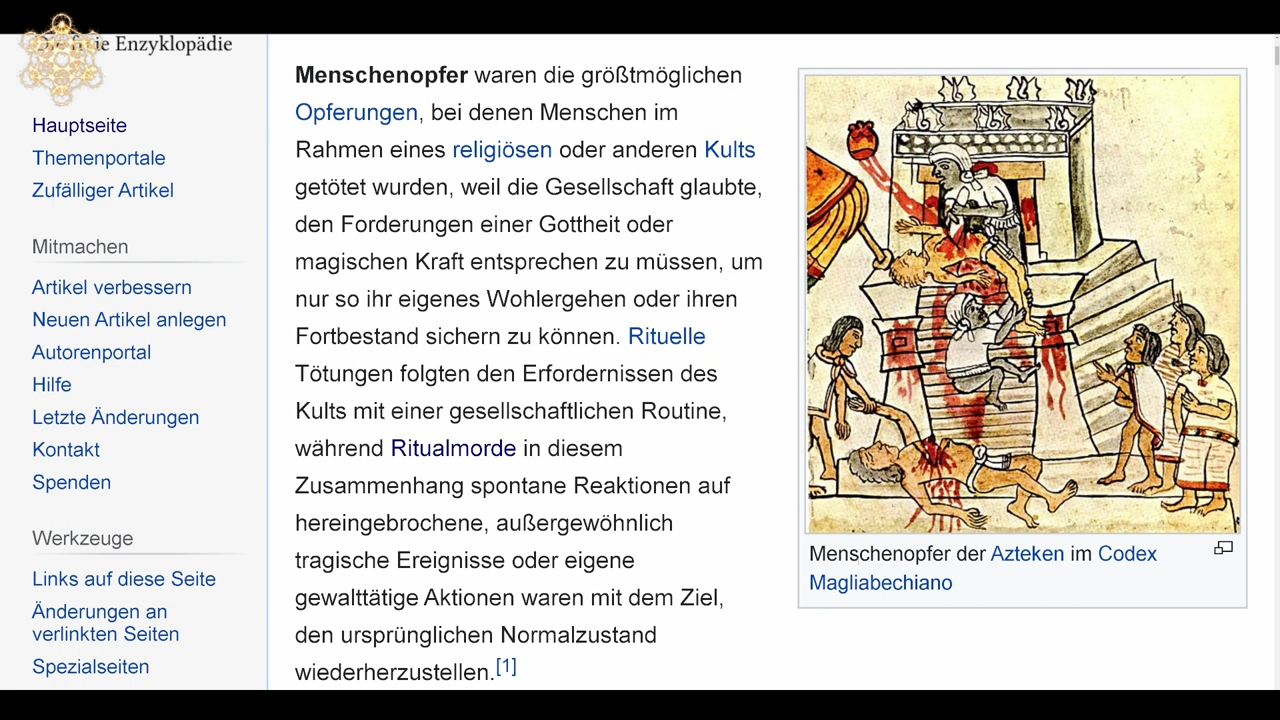 Die freie Enzyklopädie
Hauptseite
Themenportale
Zufälliger Artikel
Mitmachen
Artikel verbessern
Neuen Artikel anlegen
Autorenportal
Hilfe
Letzte Änderungen
Kontakt
Spenden
Werkzeuge
Links auf diese Seite
Änderungen an
verlinkten Seiten
Spezialseiten
Menschenopfer waren die größtmöglichen
Opferungen, bei denen Menschen im
Rahmen eines religiösen oder anderen Kults
getötet wurden, weil die Gesellschaft glaubte,
den Forderungen einer Gottheit oder
magischen Kraft entsprechen zu müssen, um
nur so ihr eigenes Wohlergehen oder ihren
Fortbestand sichern zu können. Rituelle
Tötungen folgten den Erfordernissen des
Kults mit einer gesellschaftlichen Routine,
während Ritualmorde in diesem
Zusammenhang spontane Reaktionen auf
hereingebrochene, außergewöhnlich
tragische Ereignisse oder eigene
gewalttätige Aktionen waren mit dem Ziel,
den ursprünglichen Normalzustand
wiederherzustellen.[1]
Menschenopfer der Azteken im Codex
Magliabechiano